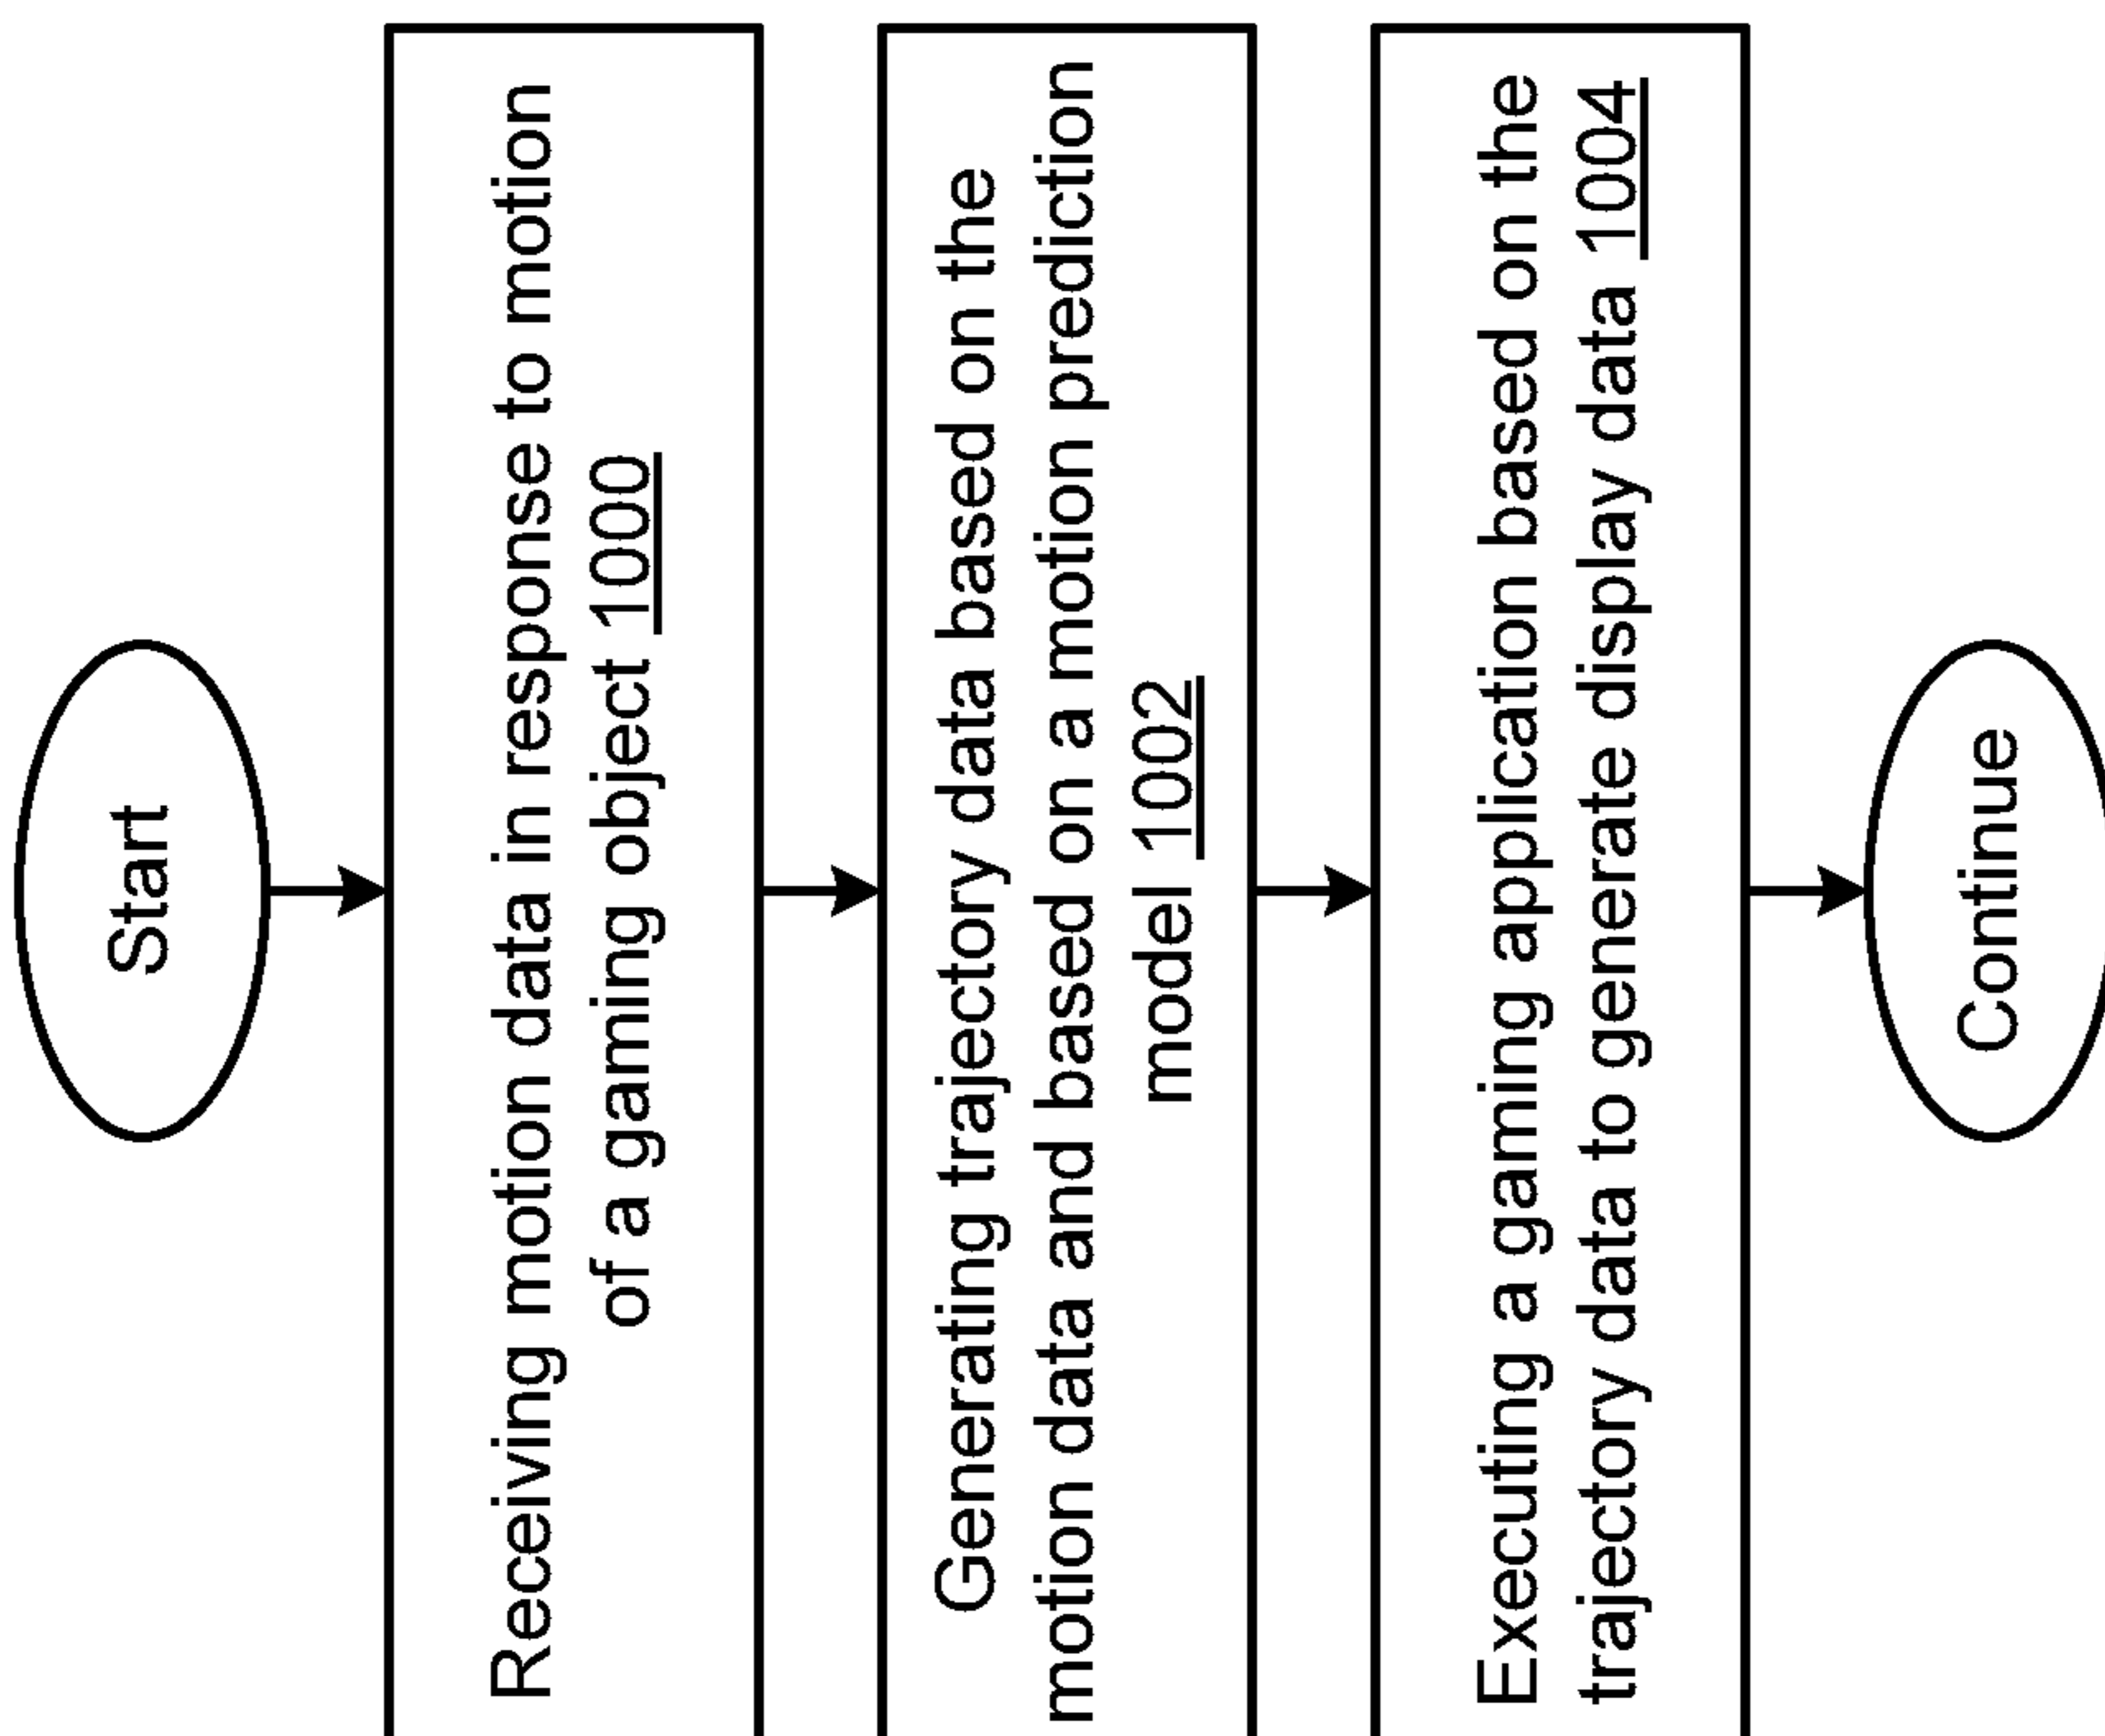 Start
Receiving motion data in response to motion
of a gaming object 1000
Generating trajectory data based on the
motion data and based on a motion prediction
model 1002
Executing a gaming application based on the
trajectory data to generate display data 1004
Continue